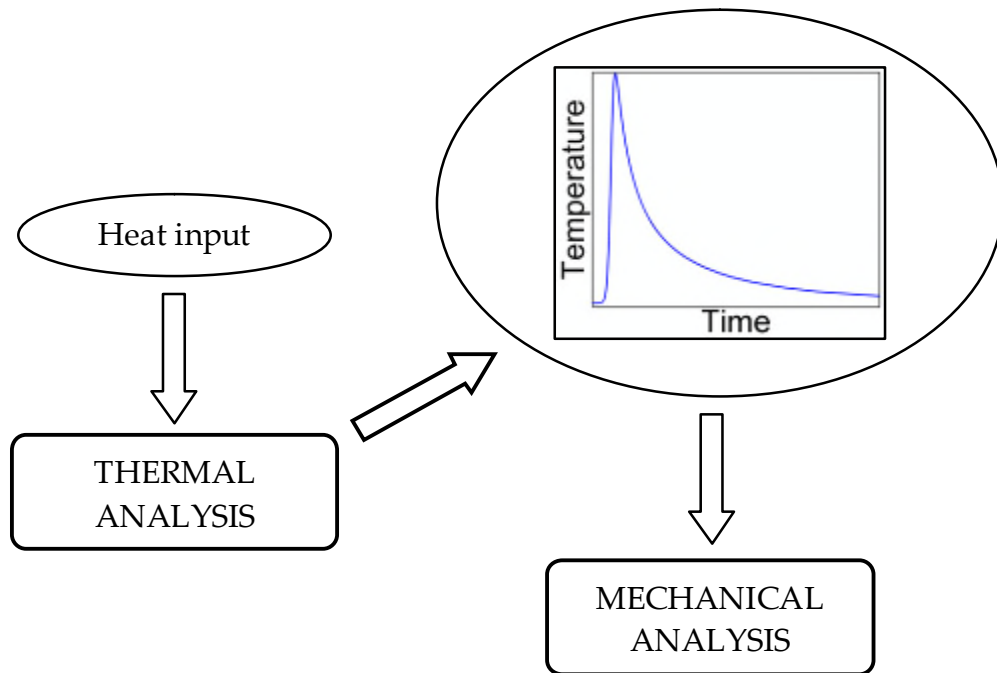 Heat input
THERMAL
ANALYSIS
Temperature
Time
MECHANICAL
ANALYSIS